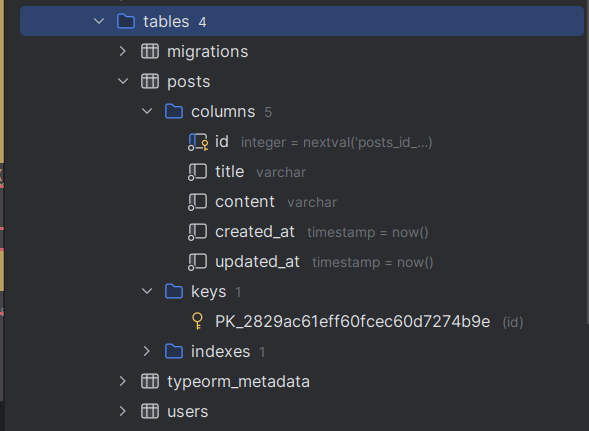 tables 4
migrations
posts
columns 5
id integer = nextval('posts_id_...)
title varchar
content varchar
created_at timestamp = now()
updated_at timestamp = now()
keys 1
PK_2829ac61eff60fcec60d7274b9e (id)
indexes 1
typeorm_metadata
users